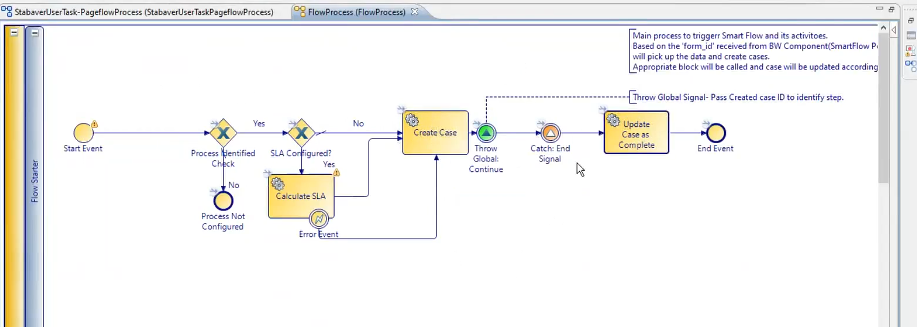 StabaverUserTask-PageflowProcess (StabaverUserTaskPageflowProcess)
FlowProcess (FlowProcess)
Main process to triggerr Smart Flow and its activitoes.
Based on the 'form_id' received from BW Component(SmartFlow P
will pick up the data and create cases.
Appropriate block will be called and case will be updated according
Throw Global Signal- Pass Created case ID to identify step.
Flow Starter
Start Event
Process Identified
Check
Yes
No
Process Not
Configured
SLA Configured?
No
Yes
Calculate SLA
Error Event
Create Case
Throw
Global:
Continue
Catch: End
Signal
Update
Case as
Complete
End Event